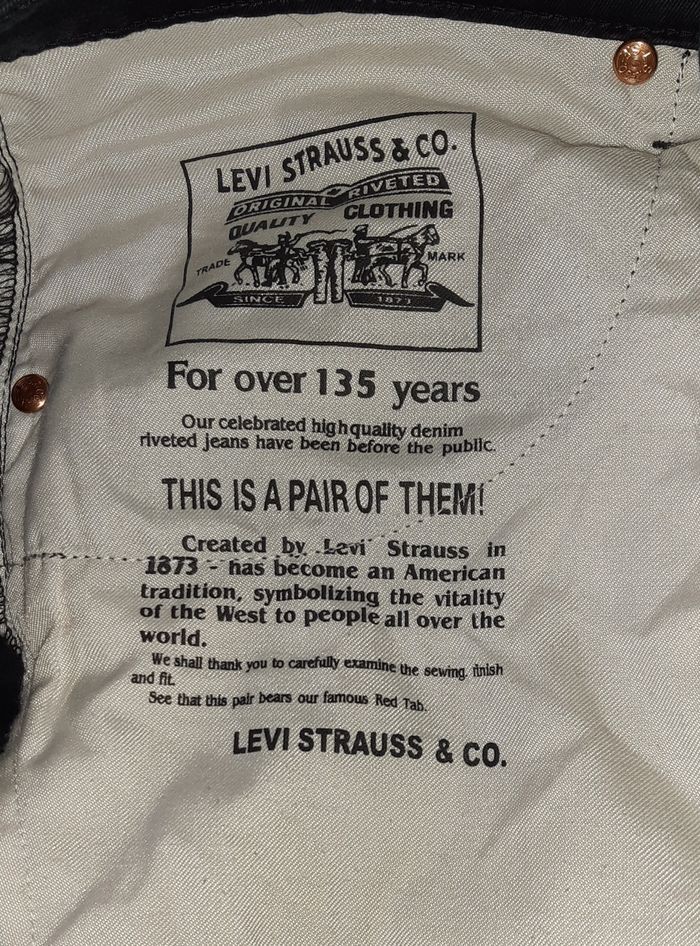 LEVI STRAUSS & CO.
ORIGINAL RIVETED
QUALITY CLOTHING
TRADE MARK
SINCE 1873
For over 135 years
Our celebrated high quality denim
riveted jeans have been before the public.
THIS IS A PAIR OF THEM!
Created by Levi Strauss in
1873 - has become an American
tradition, symbolizing the vitality
of the West to people all over the
world.
We shall thank you to carefully examine the sewing. finish
and fit.
See that this pair bears our famous Red Tab.
LEVI STRAUSS & CO.